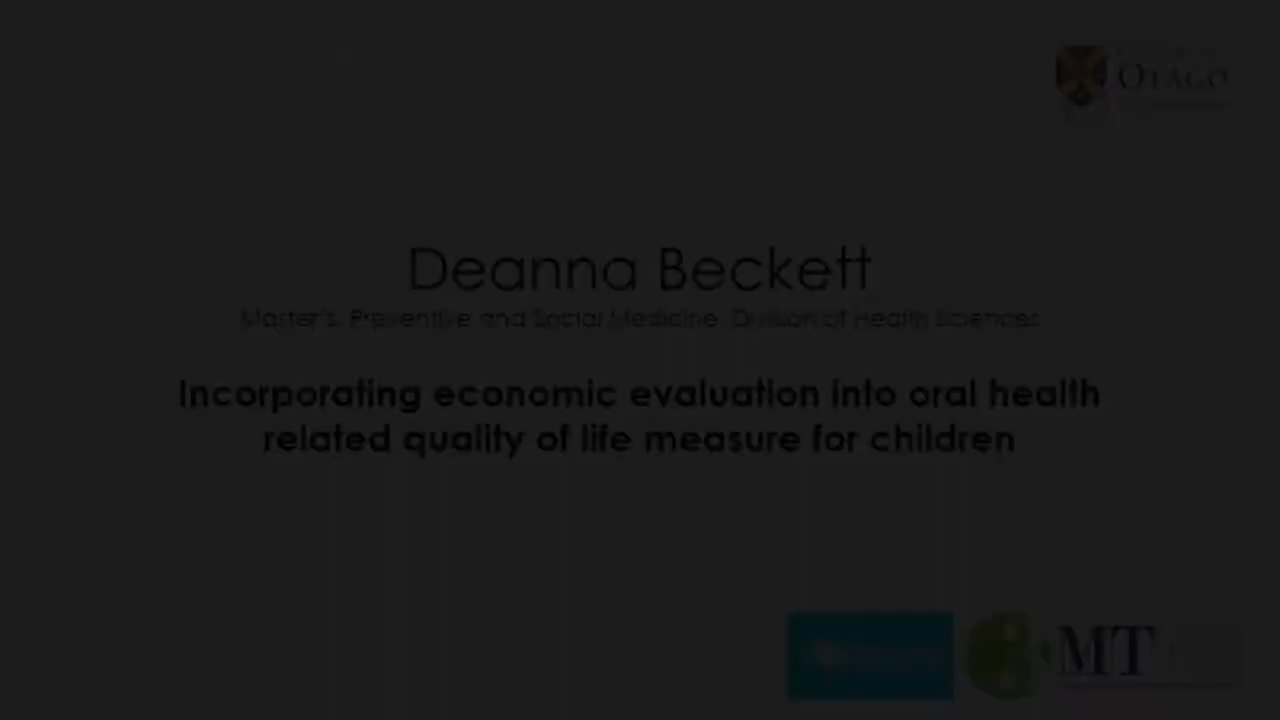 OTAGO
Deanna Beckett
Master's, Preventive and Social Medicine, Division of Health Sciences
Incorporating economic evaluation into oral health
related quality of life measure for children
MT